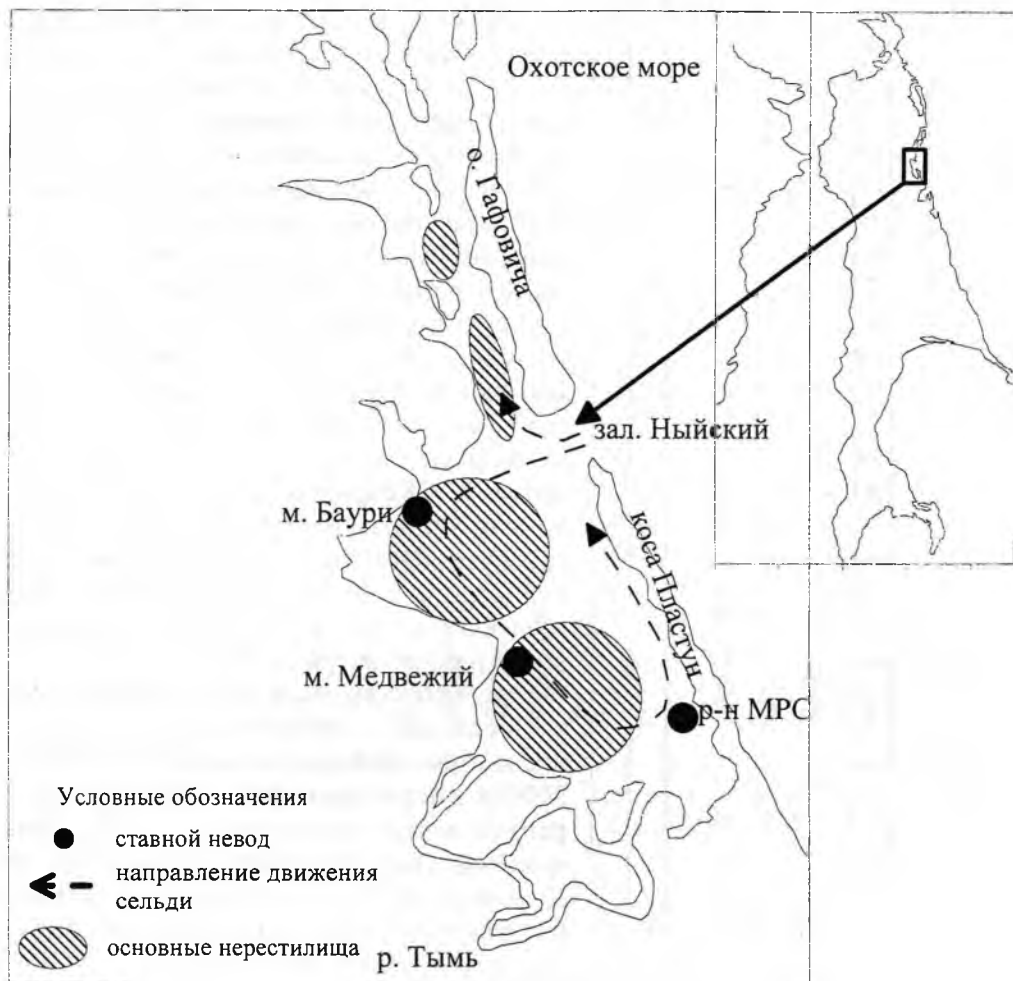 Охотское море
о. Гафовича
зал. Ныйский
м. Баури
коса Пластун
м. Медвежий
р-н МРС
Условные обозначения
ставной невод
направление движения
сельди
основные нерестилища
р. Тымь